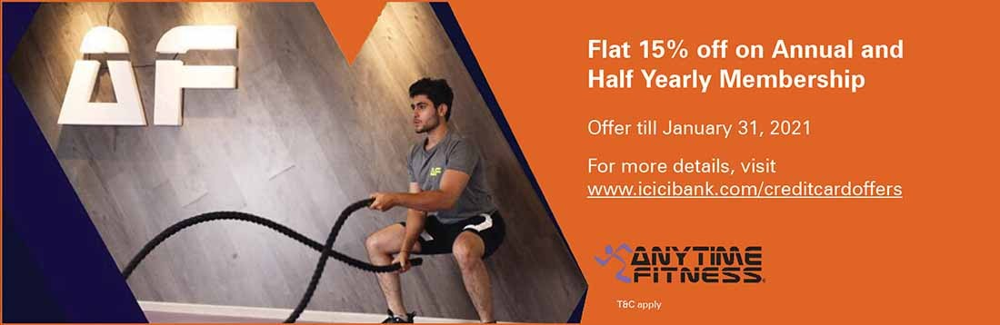 AF
AF
Flat 15% off on Annual and
Half Yearly Membership
Offer till January 31, 2021
For more details, visit
www.icicibank.com/creditcardoffers
ANYTIME
FITNESS®
T&C apply